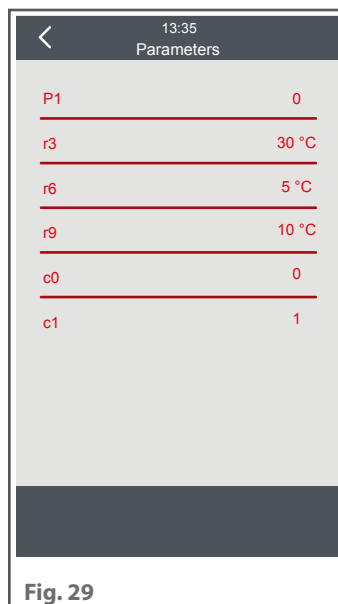 13:35
Parameters
P1 0
r3 30 °C
r6 5 °C
r9 10 °C
c0 0
c1 1
Fig. 29